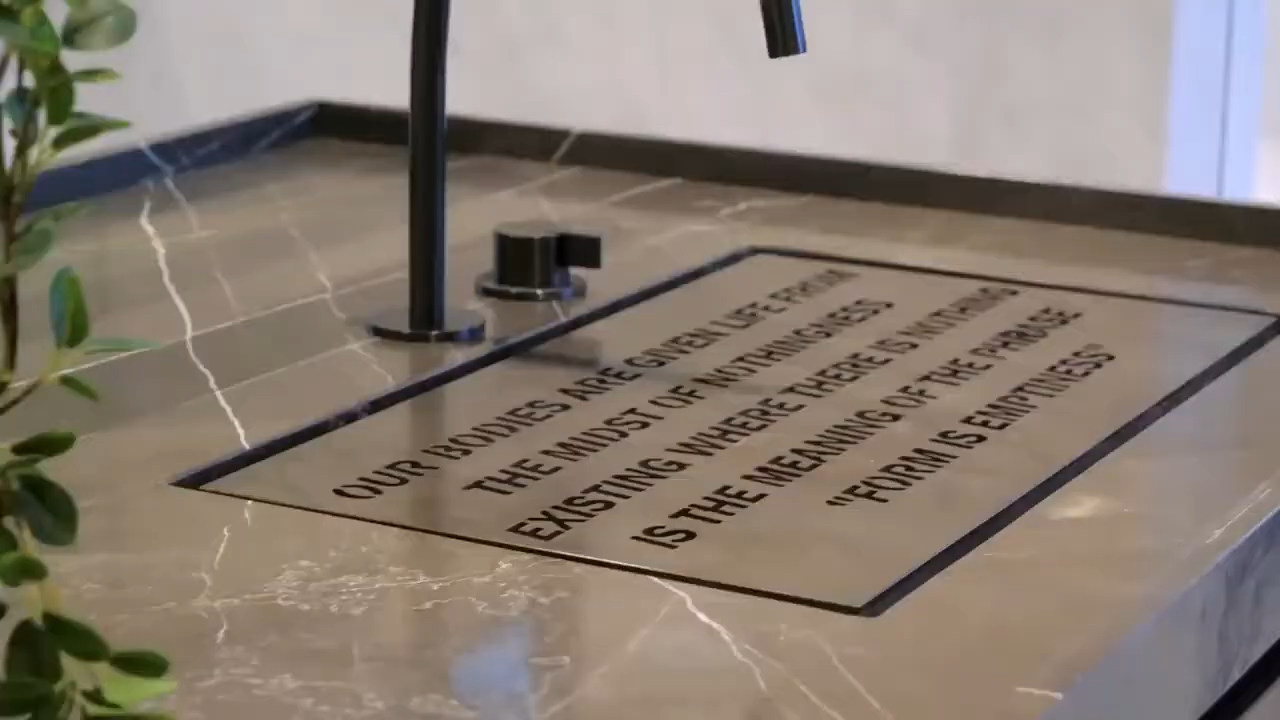 OUR BODIES ARE GIVEN LIFE FROM
THE MIDST OF NOTHINGNESS
EXISTING WHERE THERE IS NOTHING
IS THE MEANING OF THE PHRASE
"FORM IS EMPTINESS"